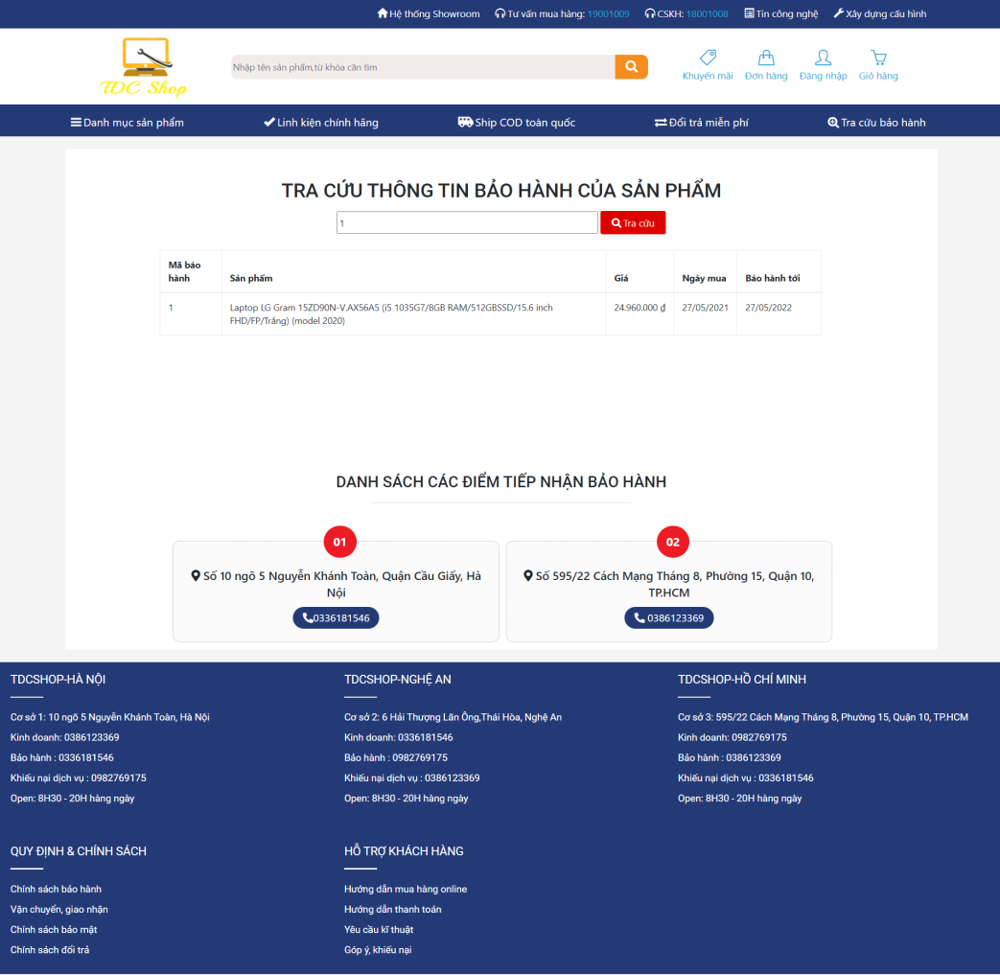 Hệ thống Showroom Tư vấn mua hàng: 19001009 CSKH: 18001008 Tin công nghệ Xây dựng cấu hình
TDC Shop
Nhập tên sản phẩm,từ khóa cần tìm
Khuyến mãi Đơn hàng Đăng nhập Giỏ hàng
Danh mục sản phẩm Linh kiện chính hãng Ship COD toàn quốc Đổi trả miễn phí Tra cứu bảo hành
TRA CỨU THÔNG TIN BẢO HÀNH CỦA SẢN PHẨM
1 Tra cứu
Mã bảo
hành Sản phẩm Giá Ngày mua Bảo hành tới
1 Laptop LG Gram 15ZD90N-V.AX56A5 (i5 1035G7/8GB RAM/512GBSSD/15.6 inch 24.960.000 ₫ 27/05/2021 27/05/2022
FHD/FP/Trắng) (model 2020)
DANH SÁCH CÁC ĐIỂM TIẾP NHẬN BẢO HÀNH
01
Số 10 ngõ 5 Nguyễn Khánh Toàn, Quận Cầu Giấy, Hà
Nội
0336181546
02
Số 595/22 Cách Mạng Tháng 8, Phường 15, Quận 10,
TP.HCM
0386123369
TDCSHOP-HÀ NỘI
Cơ sở 1: 10 ngõ 5 Nguyễn Khánh Toàn, Hà Nội
Kinh doanh: 0386123369
Bảo hành : 0336181546
Khiếu nại dịch vụ : 0982769175
Open: 8H30 - 20H hàng ngày
TDCSHOP-NGHỆ AN
Cơ sở 2: 6 Hải Thượng Lãn Ông,Thái Hòa, Nghệ An
Kinh doanh: 0336181546
Bảo hành : 0982769175
Khiếu nại dịch vụ : 0386123369
Open: 8H30 - 20H hàng ngày
TDCSHOP-HỒ CHÍ MINH
Cơ sở 3: 595/22 Cách Mạng Tháng 8, Phường 15, Quận 10, TP.HCM
Kinh doanh: 0982769175
Bảo hành : 0386123369
Khiếu nại dịch vụ : 0336181546
Open: 8H30 - 20H hàng ngày
QUY ĐỊNH & CHÍNH SÁCH
Chính sách bảo hành
Vận chuyển, giao nhận
Chính sách bảo mật
Chính sách đổi trả
HỖ TRỢ KHÁCH HÀNG
Hướng dẫn mua hàng online
Hướng dẫn thanh toán
Yêu cầu kĩ thuật
Góp ý, khiếu nại